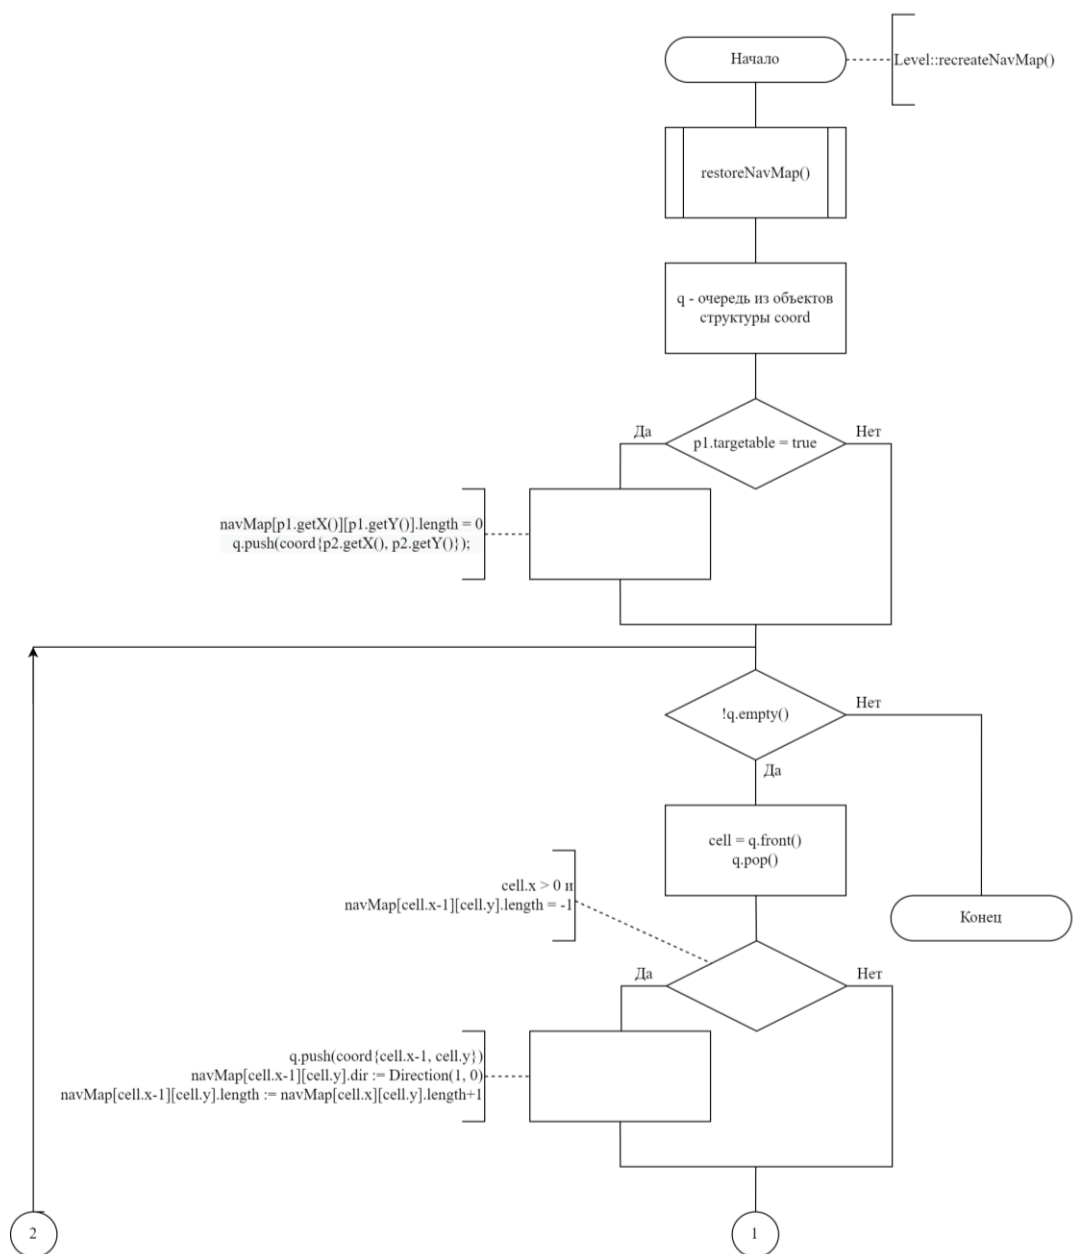 Начало
Level::recreateNavMap()
restoreNavMap()
q - очередь из объектов
структуры coord
p1.targetable = true
Да
Нет
navMap[p1.getX()][p1.getY()].length = 0
q.push(coord{p2.getX(), p2.getY()});
!q.empty()
Нет
Да
cell = q.front()
q.pop()
Конец
cell.x > 0 и
navMap[cell.x-1][cell.y].length = -1
Да
Нет
q.push(coord{cell.x-1, cell.y})
navMap[cell.x-1][cell.y].dir := Direction(1, 0)
navMap[cell.x-1][cell.y].length := navMap[cell.x][cell.y].length+1
2
1